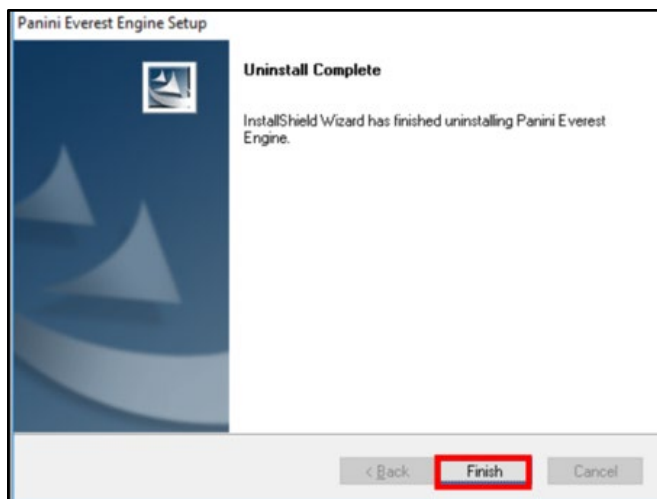 Panini Everest Engine Setup
Uninstall Complete
InstallShield Wizard has finished uninstalling Panini Everest
Engine.
< Back
Finish
Cancel